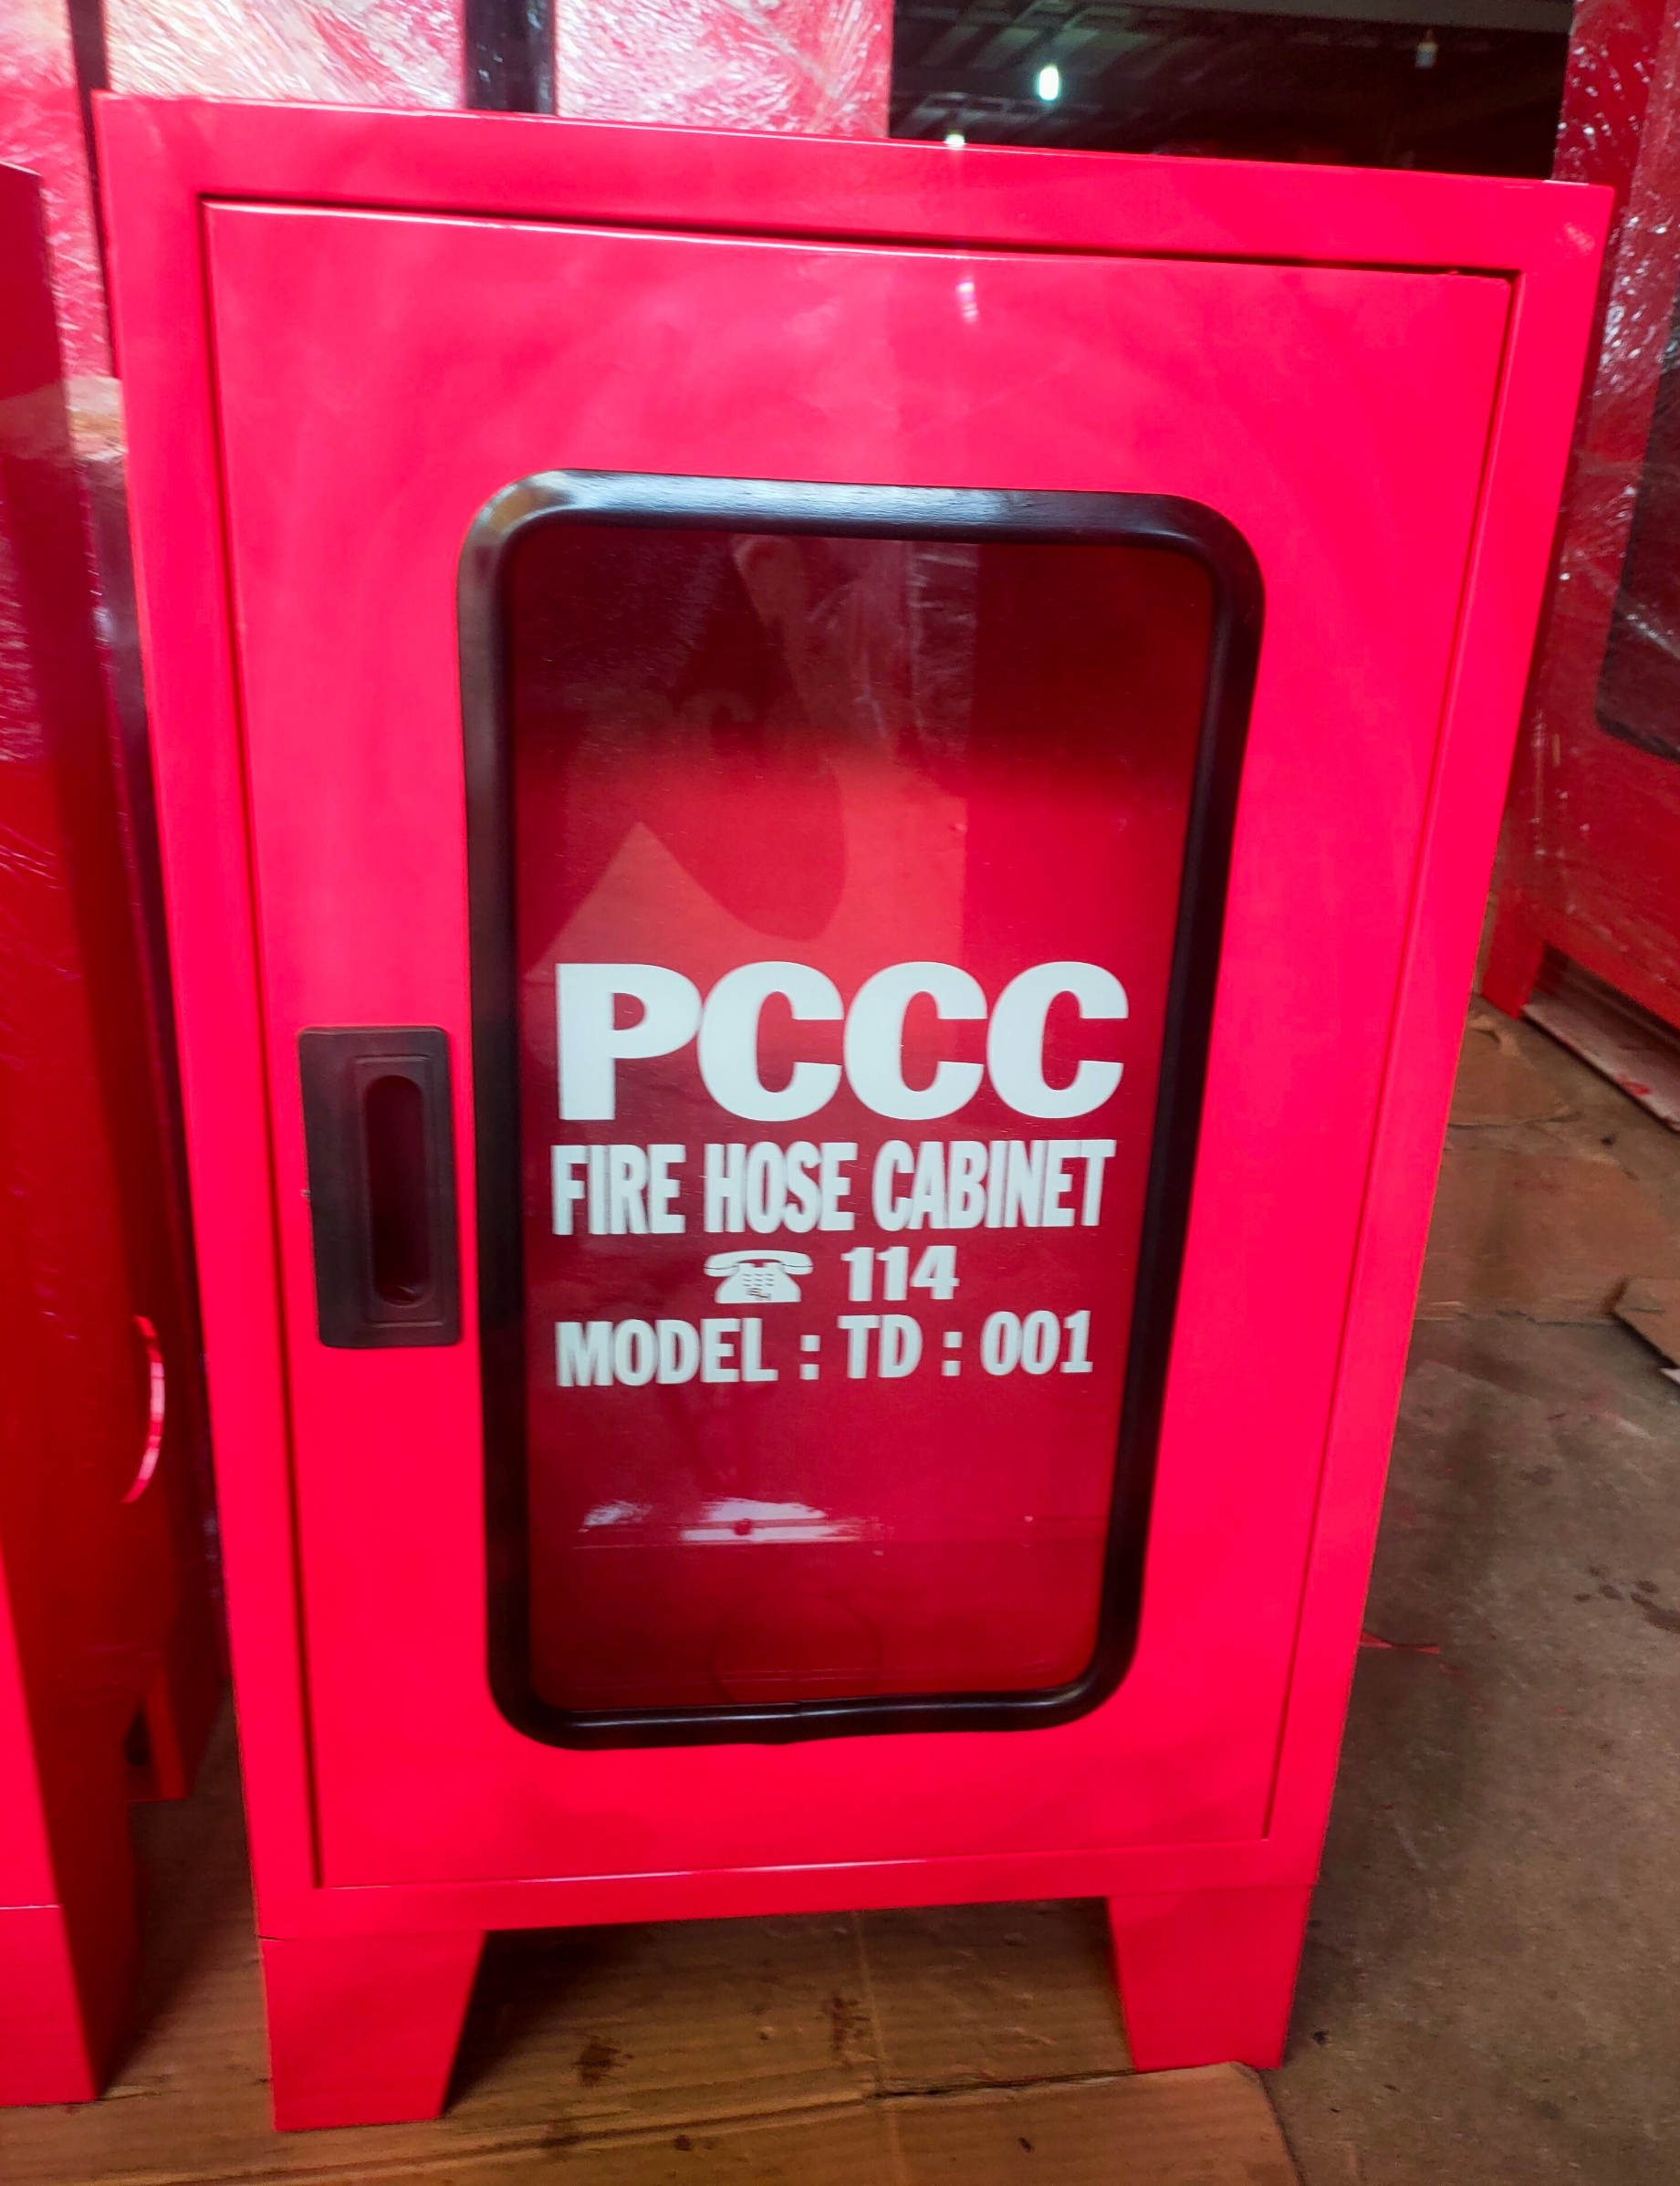 PCCC
FIRE HOSE CABINET
☎ 114
MODEL : TD : 001